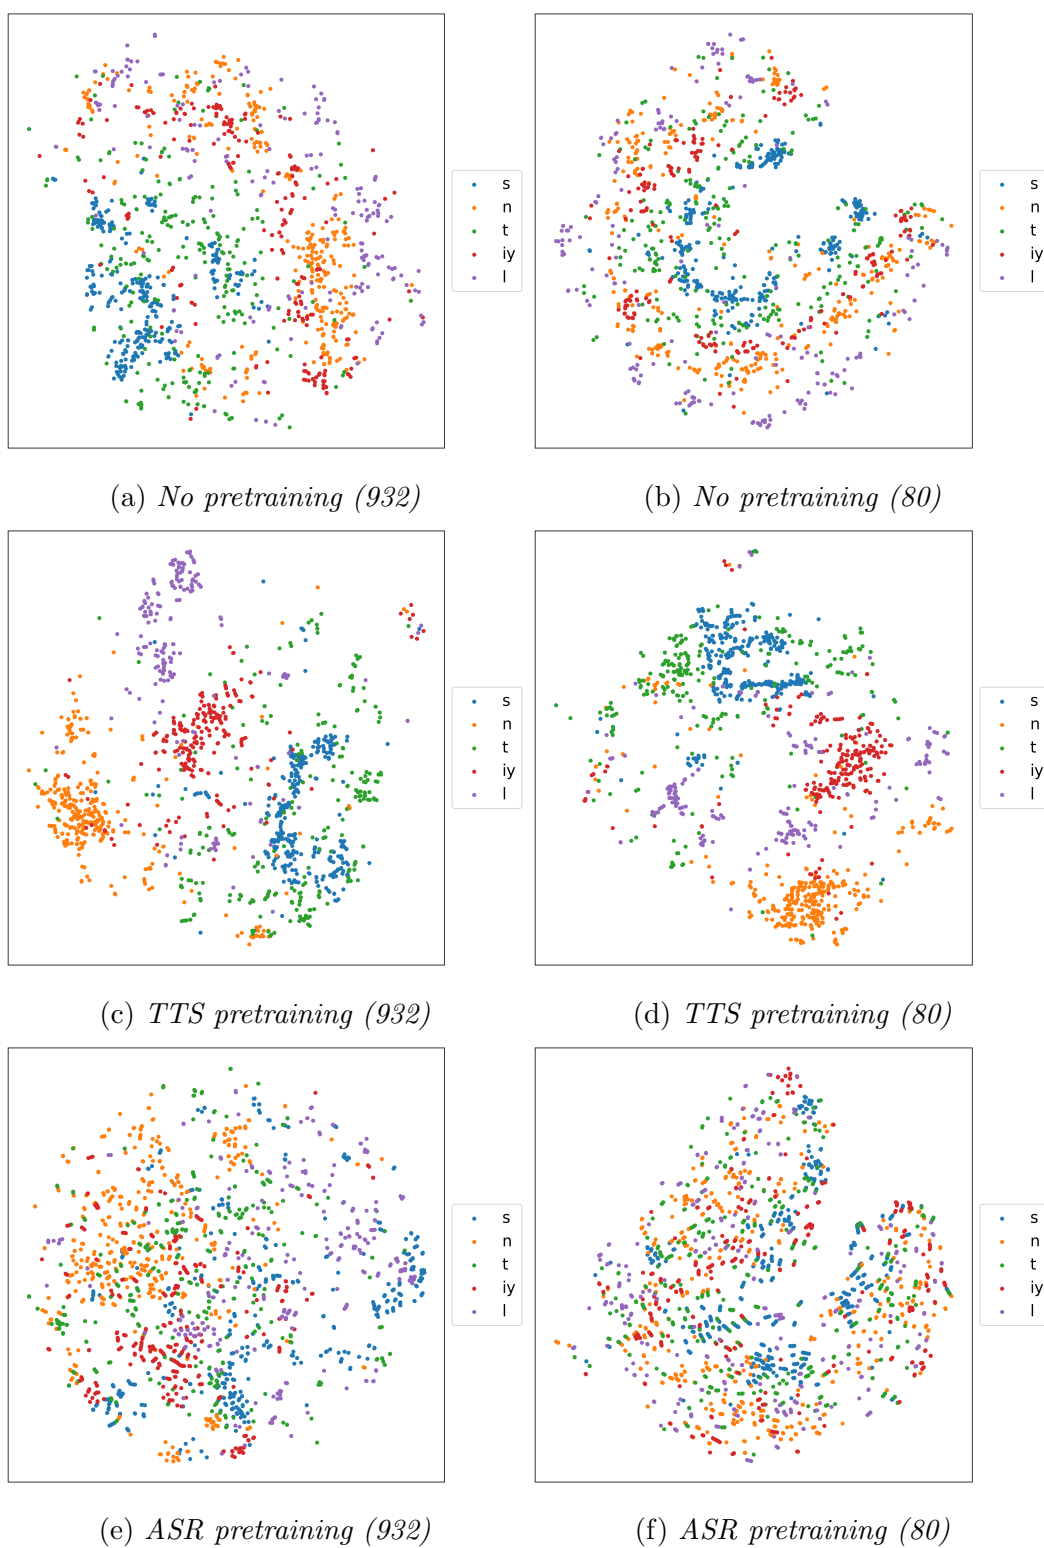 s
n
t
iy
l
s
n
t
iy
l
(a) No pretraining (932)
(b) No pretraining (80)
s
n
t
iy
l
s
n
t
iy
l
(c) TTS pretraining (932)
(d) TTS pretraining (80)
s
n
t
iy
l
s
n
t
iy
l
(e) ASR pretraining (932)
(f) ASR pretraining (80)